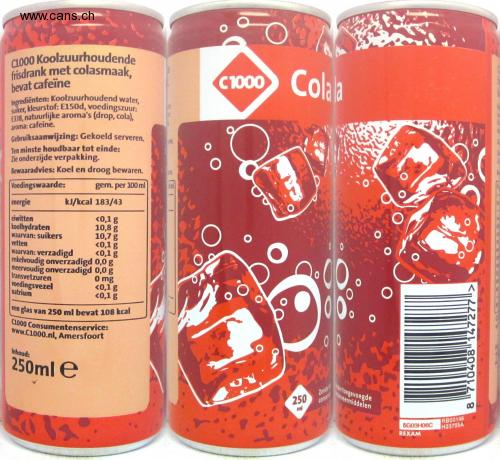 www.cans.ch
C1000 Koolzuurhoudende
frisdrank met colasmaak,
bevat cafeïne
Ingrediënten: Koolzuurhoudend water,
suiker, kleurstof: E150d, voedingszuur:
E338, natuurlijke aroma's (drop, cola),
aroma: cafeïne.
Gebruiksaanwijzing: Gekoeld serveren.
Ten minste houdbaar tot einde:
Zie onderzijde verpakking.
Bewaaradvies: Koel en droog bewaren.
Voedingswaarde: gem. per 100 ml
energie kJ/kcal 183/43
eiwitten <0,1 g
koolhydraten 10,8 g
waarvan: suikers 10,7 g
vetten <0,1 g
waarvan: verzadigd <0,1 g
enkelvoudig onverzadigd 0,0 g
meervoudig onverzadigd 0,0 g
transvetzuren 0 mg
voedingsvezel <0,1 g
natrium <0,1 g
een glas van 250 ml bevat 108 kcal
C1000 Consumentenservice:
www.C1000.nl, Amersfoort
Inhoud:
250ml e
C1000
Cola
250
ml
a
toegevoegde
8 710408 147277 >
REXAM